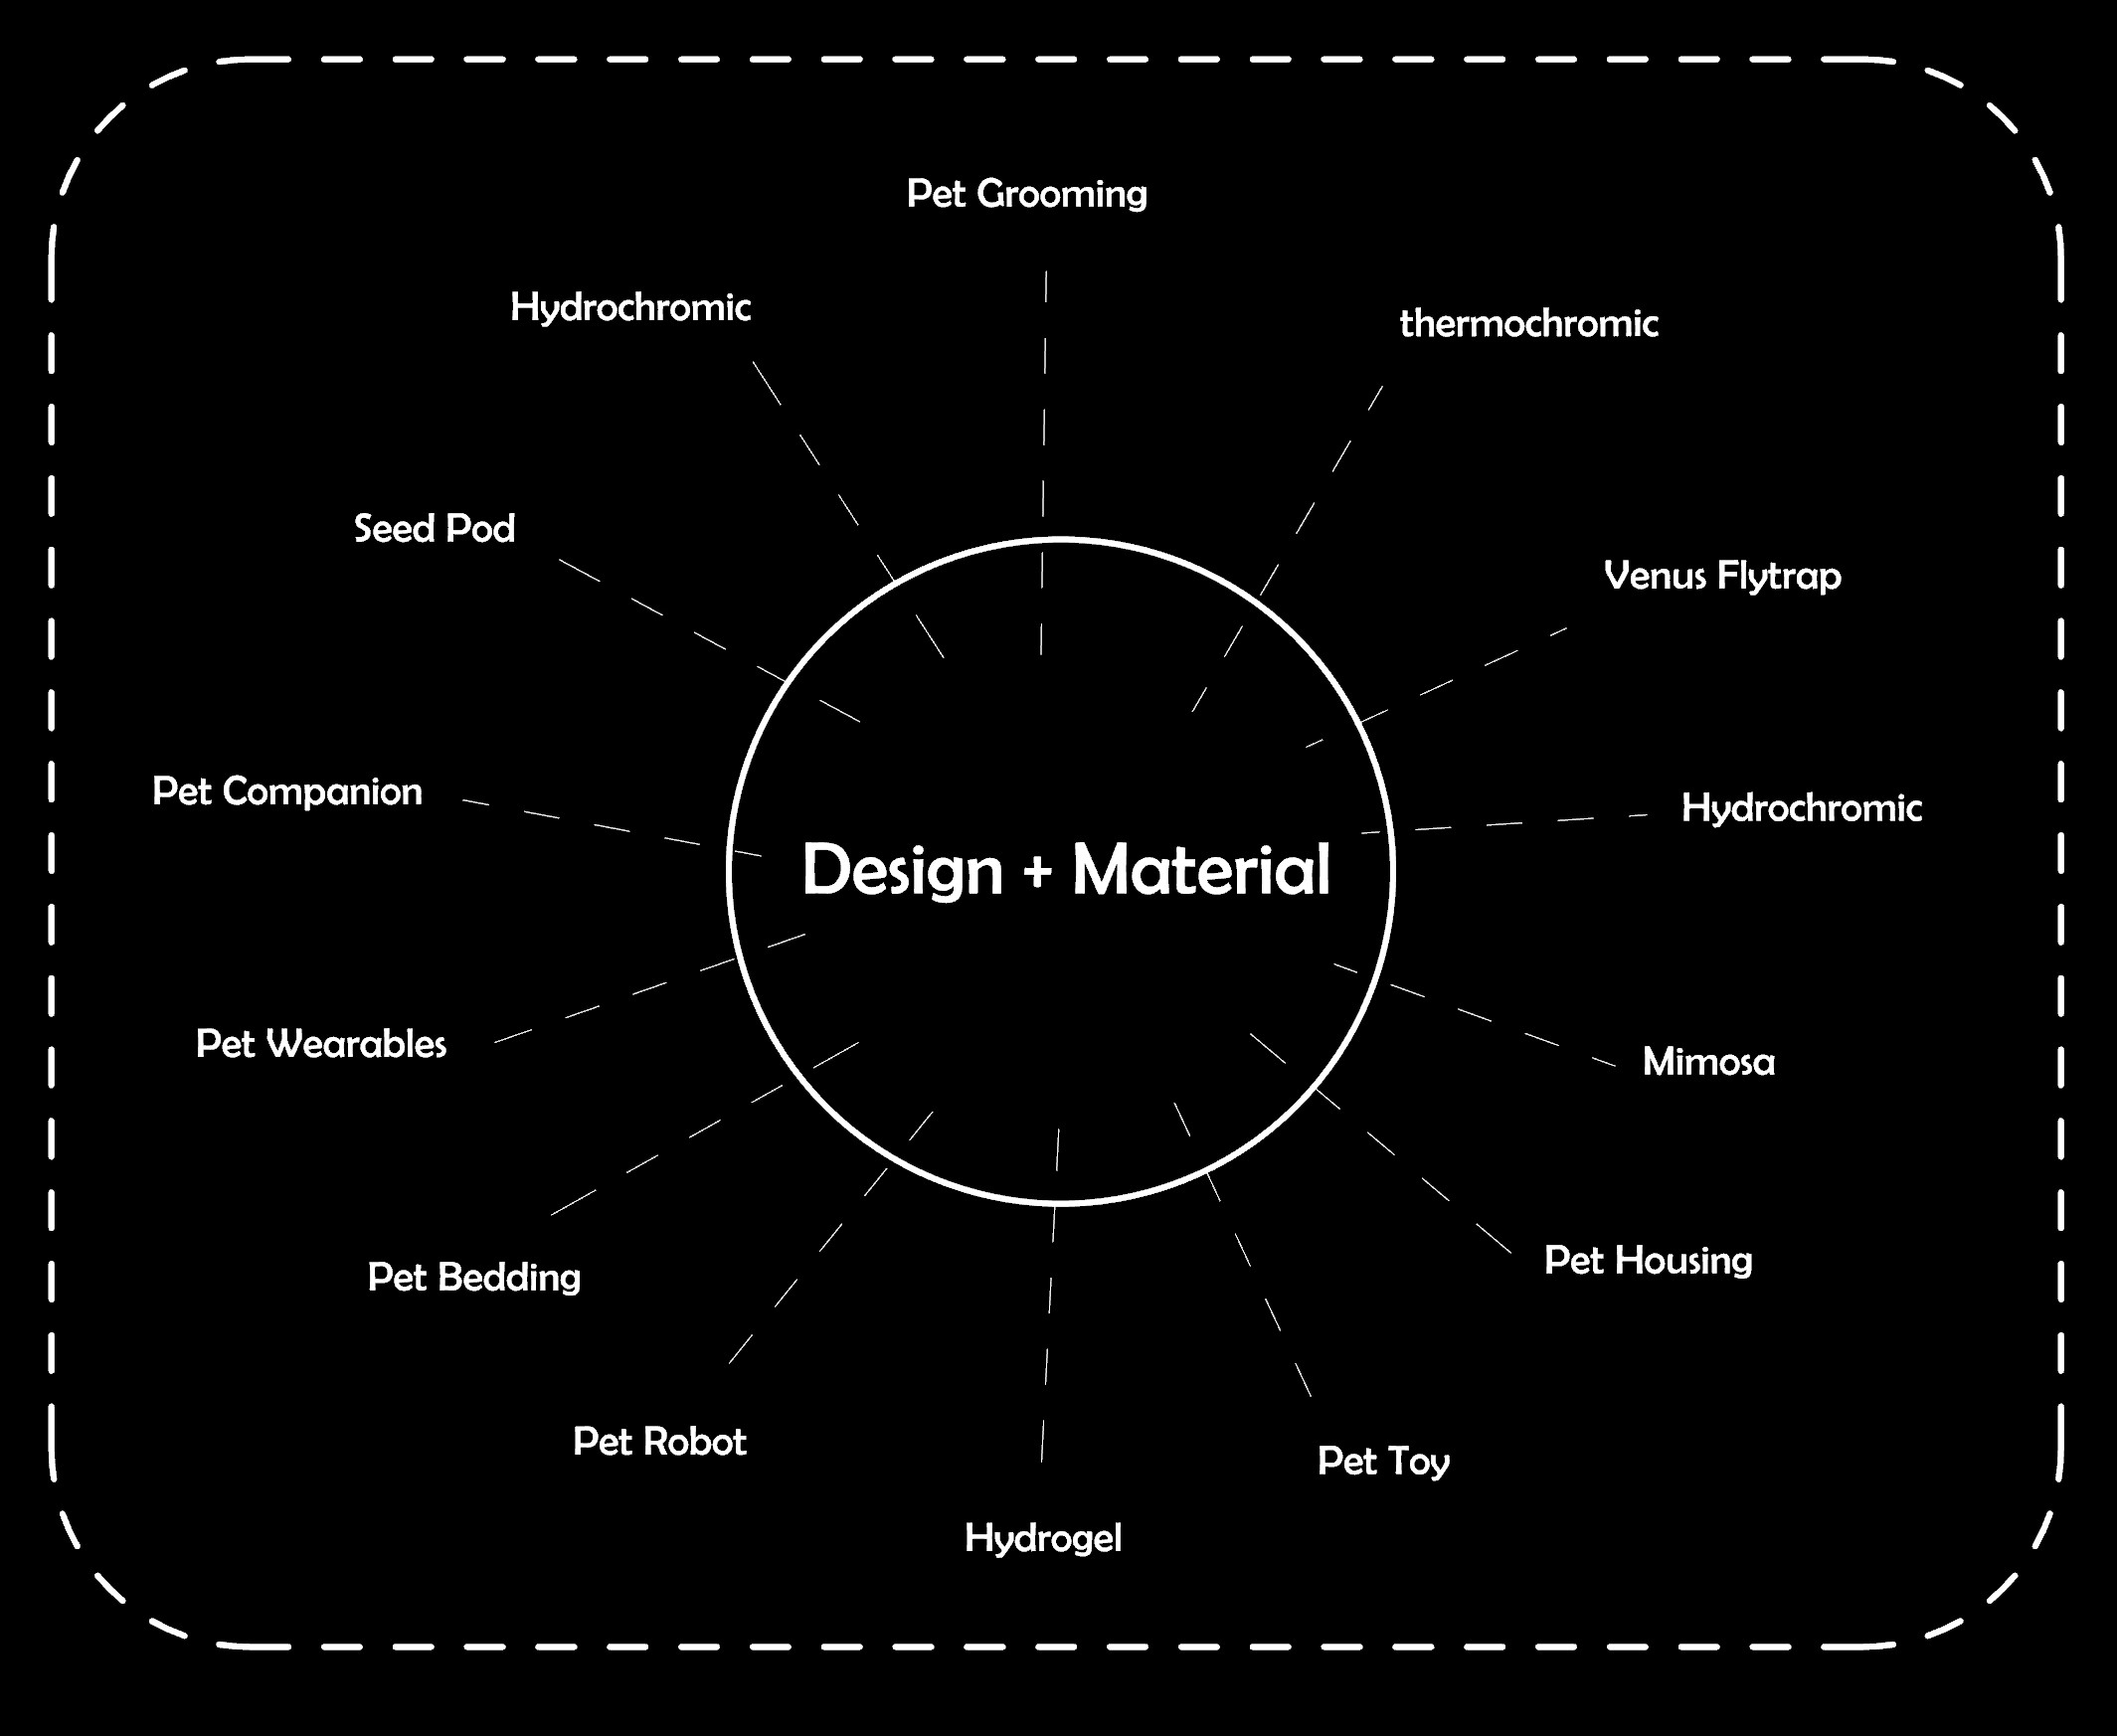 Pet Grooming
Hydrochromic
thermochromic
Seed Pod
Venus Flytrap
Pet Companion
Hydrochromic
Design + Material
Pet Wearables
Mimosa
Pet Housing
Pet Bedding
Pet Robot
Pet Toy
Hydrogel